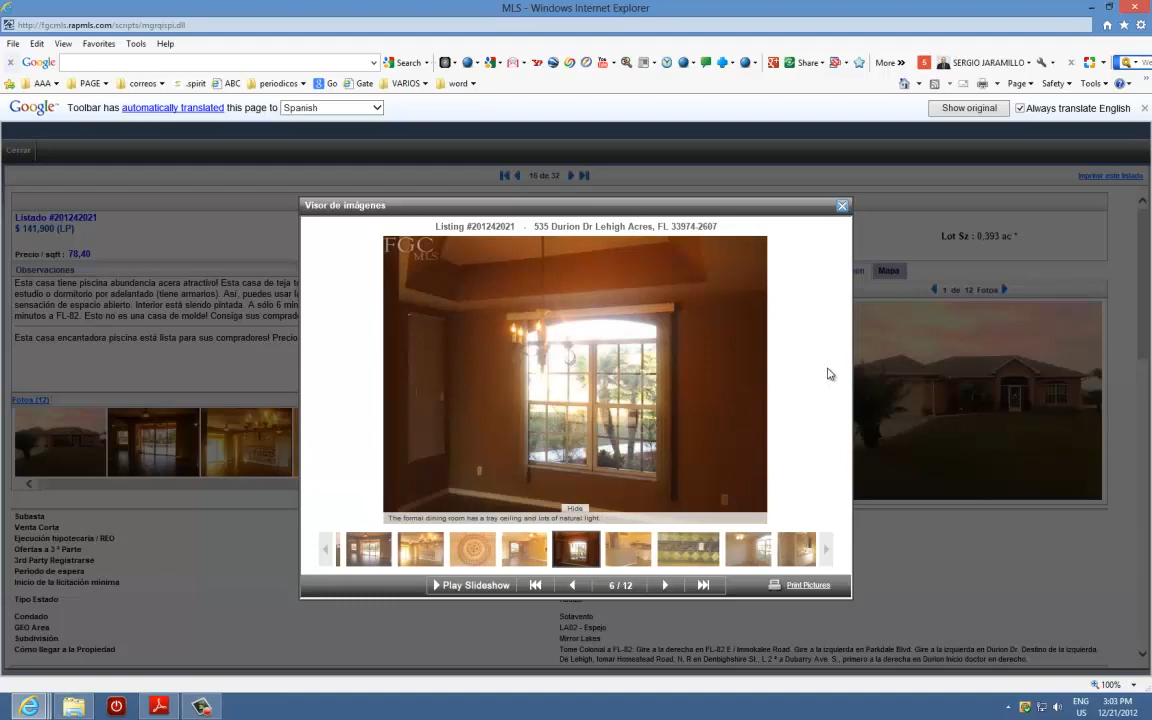 MLS - Windows Internet Explorer
http://fgcmls.rapmls.com/scripts/mgrqispi.dll
File Edit View Favorites Tools Help
Google Search Share More » SERGIO JARAMILLO
AAA PAGE correos .spirit ABC periodicos Go Gate VARIOS word Page Safety Tools
Google Toolbar has automatically translated this page to Spanish Show original Always translate English
Cerrar
16 de 32 Imprimir este listado
Listado #201242021
$ 141,900 (LP)
Lot Sz : 0,393 ac *
Precio / sqft : 78,40
Observaciones
Mapa
1 de 12 Fotos
Esta casa tiene piscina abundancia acera atractivo! Esta casa de teja
estudio o dormitorio por adelantado (tiene armarios). Así, puedes usar
sensación de espacio abierto. Interior está siendo pintada. A sólo 6
minutos a FL-82. Esto no es una casa de molde! Consiga sus
Esta casa encantadora piscina está lista para sus compradores! Precio
Fotos (12)
Visor de imágenes
Listing #201242021 - 535 Durion Dr Lehigh Acres, FL 33974-2607
FGC
MLS
Hide
The formal dining room has a tray ceiling and lots of natural light.
Play Slideshow 6 / 12 Print Pictures
Subasta
Venta Corta
Ejecución hipotecaria / REO
Ofertas a 3 ª Parte
3rd Party Registrarse
Periodo de espera
Inicio de la licitación mínima
Tipo Estado
Condado Sotavento
GEO Area LA02 - Espejo
Subdivisión Mirror Lakes
Cómo llegar a la Propiedad Tome Colonial a FL-82. Gire a la derecha en FL-82 E / Immokalee Road. Gire a la izquierda en Parkdale Blvd. Gire a la izquierda en Durion Dr. Destino de la izquierda.
De Lehigh, tomar Homestead Road, N, R en Denbighshire St., L 2 ª a Dubarry Ave. S., primero a la derecha en Durion Inicio doctor en derecho.
100%
ENG 3:03 PM
US 12/21/2012